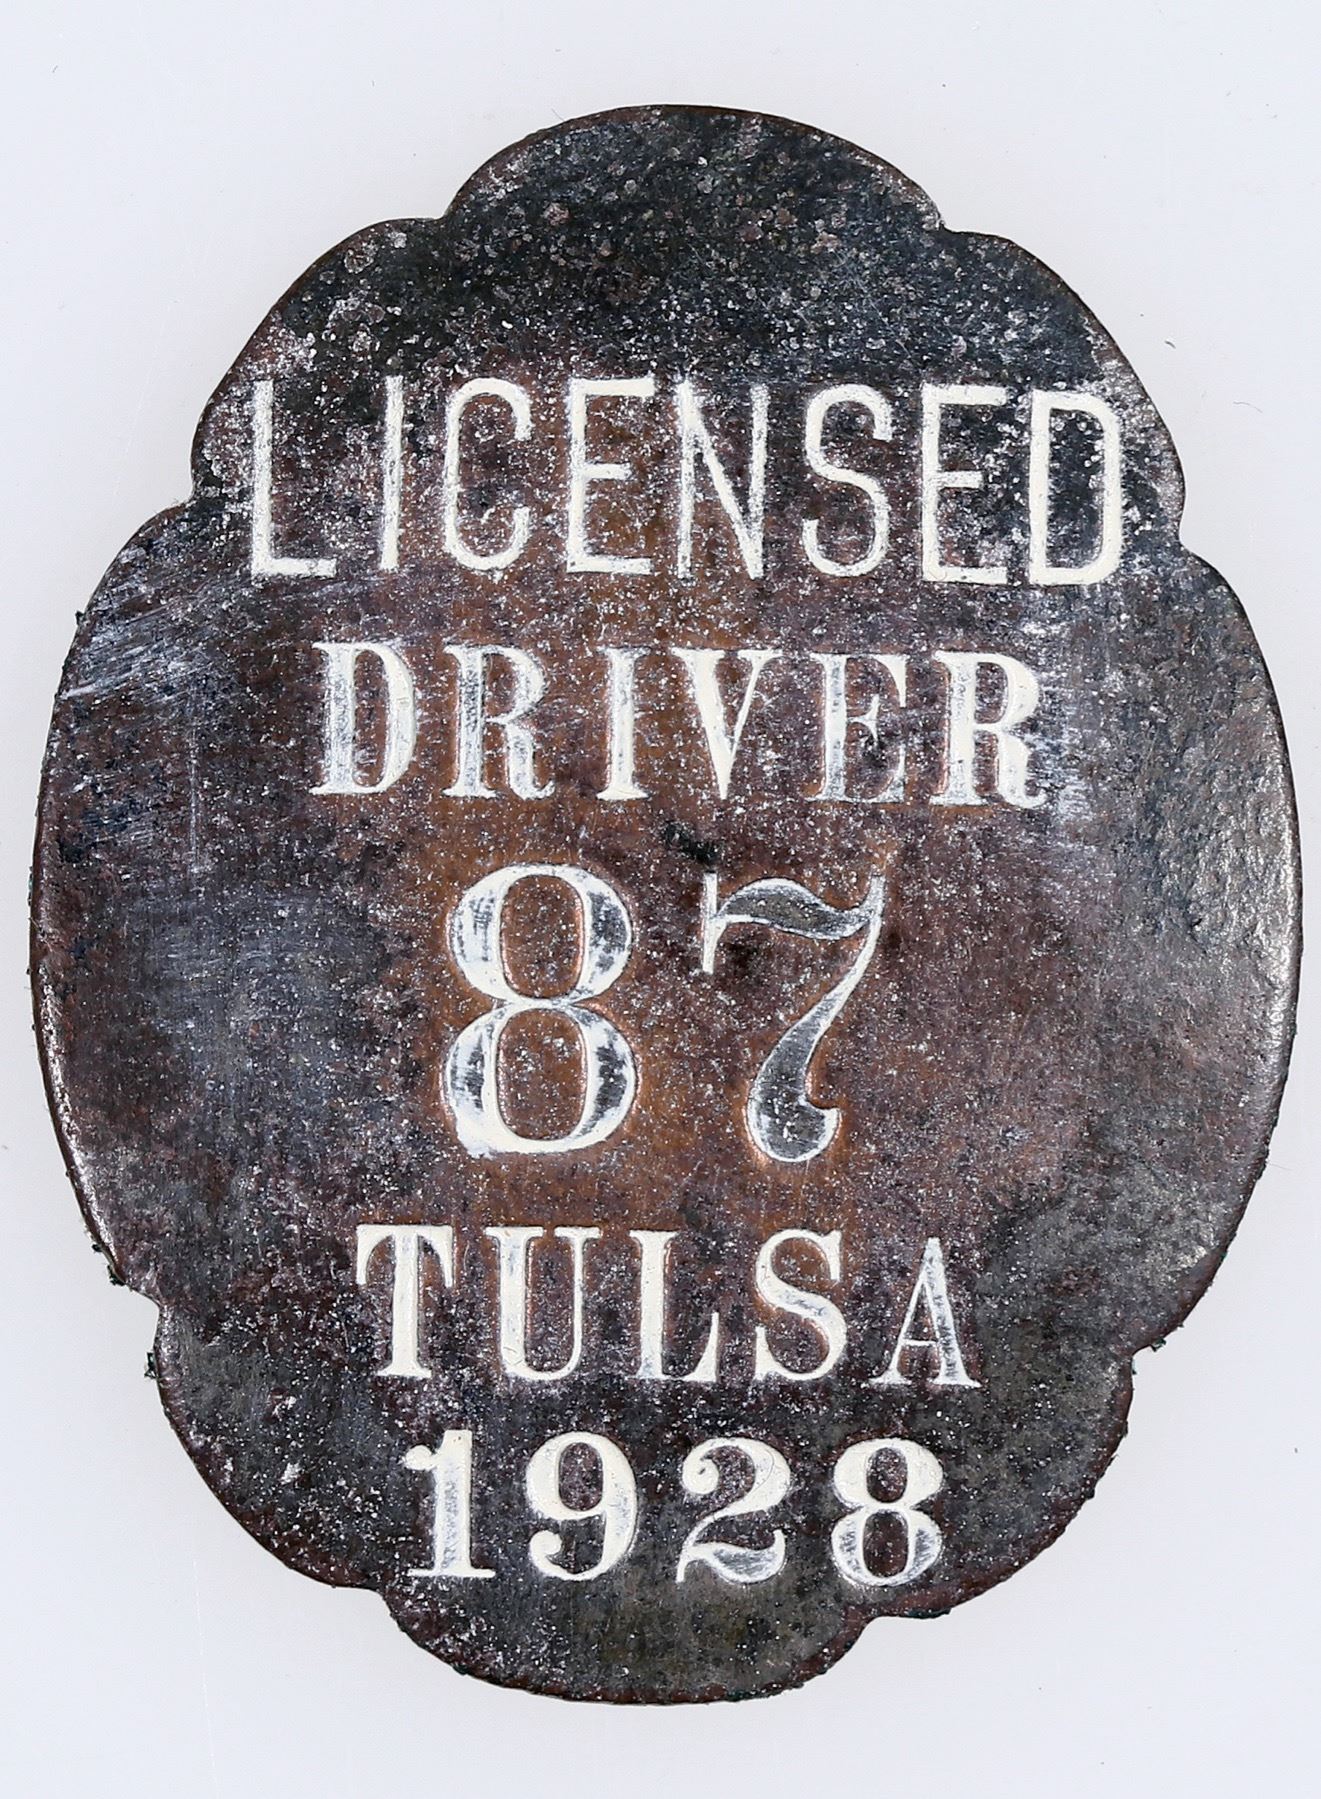 LICENSED
DRIVER
87
TULSA
1928